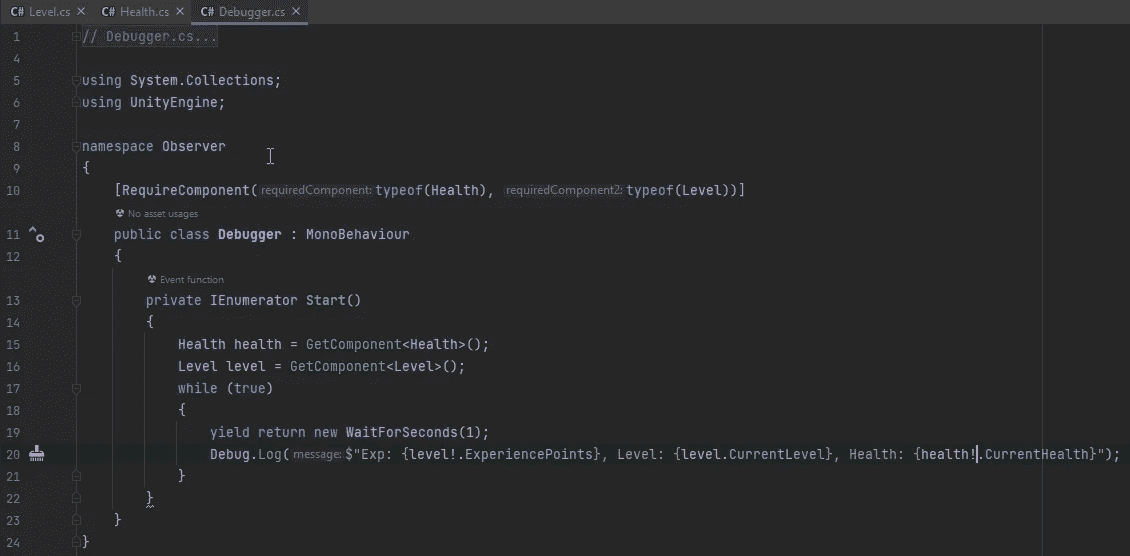 C# Level.cs × C# Health.cs × C# Debugger.cs ×
1 // Debugger.cs...
4
5 using System.Collections;
6 using UnityEngine;
7
8 namespace Observer
9 {
10 [RequireComponent( requiredComponent: typeof(Health), requiredComponent2: typeof(Level))]
No asset usages
11 public class Debugger : MonoBehaviour
12 {
Event function
13 private IEnumerator Start()
14 {
15 Health health = GetComponent<Health>();
16 Level level = GetComponent<Level>();
17 while (true)
18 {
19 yield return new WaitForSeconds(1);
20 Debug.Log( message: $"Exp: {level!.ExperiencePoints}, Level: {level.CurrentLevel}, Health: {health!.CurrentHealth}");
21 }
22 }
23 }
24 }